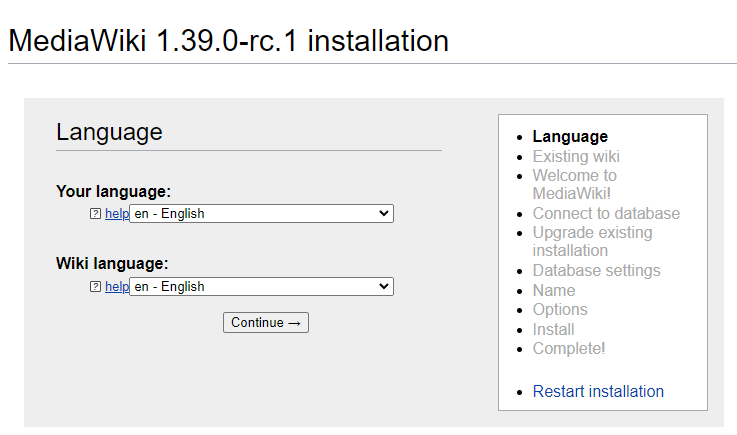 MediaWiki 1.39.0-rc.1 installation
Language
Your language:
? help en - English
Wiki language:
? help en - English
Continue →
Language
Existing wiki
Welcome to
MediaWiki!
Connect to database
Upgrade existing
installation
Database settings
Name
Options
Install
Complete!
Restart installation